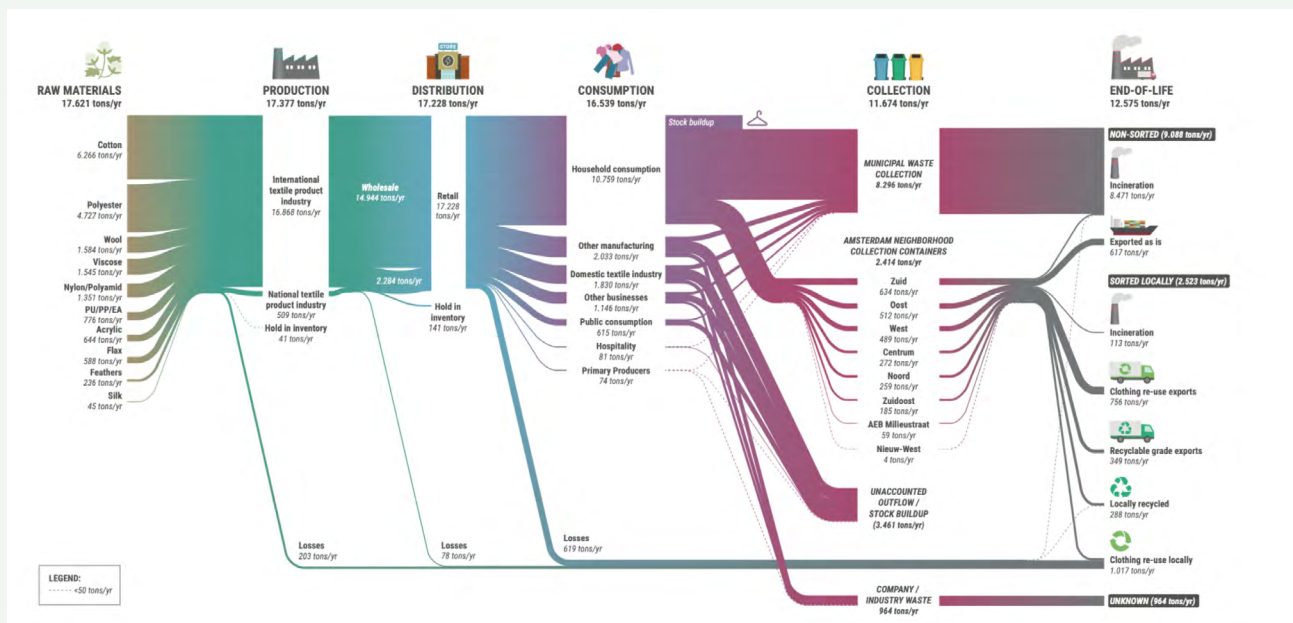 STORE
RAW MATERIALS
17.621 tons/yr
PRODUCTION
17.377 tons/yr
DISTRIBUTION
17.228 tons/yr
CONSUMPTION
16.539 tons/yr
COLLECTION
11.674 tons/yr
END-OF-LIFE
12.575 tons/yr
Cotton
6.266 tons/yr
Polyester
4.727 tons/yr
Wool
1.584 tons/yr
Viscose
1.545 tons/yr
Nylon/Polyamid
1.351 tons/yr
PU/PP/EA
776 tons/yr
Acrylic
644 tons/yr
Flax
588 tons/yr
Feathers
236 tons/yr
Silk
45 tons/yr
International
textile product
industry
16.868 tons/yr
National textile
product industry
509 tons/yr
Hold in inventory
41 tons/yr
Losses
203 tons/yr
Wholesale
14.944 tons/yr
2.284 tons/yr
Losses
78 tons/yr
Retail
17.228
tons/yr
Hold in
inventory
141 tons/yr
Losses
619 tons/yr
Stock buildup
Household consumption
10.759 tons/yr
Other manufacturing
2.033 tons/yr
Domestic textile industry
1.830 tons/yr
Other businesses
1.146 tons/yr
Public consumption
615 tons/yr
Hospitality
81 tons/yr
Primary Producers
74 tons/yr
MUNICIPAL WASTE
COLLECTION
8.296 tons/yr
AMSTERDAM NEIGHBORHOOD
COLLECTION CONTAINERS
2.414 tons/yr
Zuid
634 tons/yr
Oost
512 tons/yr
West
489 tons/yr
Centrum
272 tons/yr
Noord
259 tons/yr
Zuidoost
185 tons/yr
AEB Milieustraat
59 tons/yr
Nieuw-West
4 tons/yr
UNACCOUNTED
OUTFLOW /
STOCK BUILDUP
(3.461 tons/yr)
COMPANY /
INDUSTRY WASTE
964 tons/yr
NON-SORTED (9.088 tons/yr)
Incineration
8.471 tons/yr
Exported as is
617 tons/yr
SORTED LOCALLY (2.523 tons/yr)
Incineration
113 tons/yr
Clothing re-use exports
756 tons/yr
Recyclable grade exports
349 tons/yr
Locally recycled
288 tons/yr
Clothing re-use locally
1.017 tons/yr
UNKNOWN (964 tons/yr)
LEGEND:
<50 tons/yr